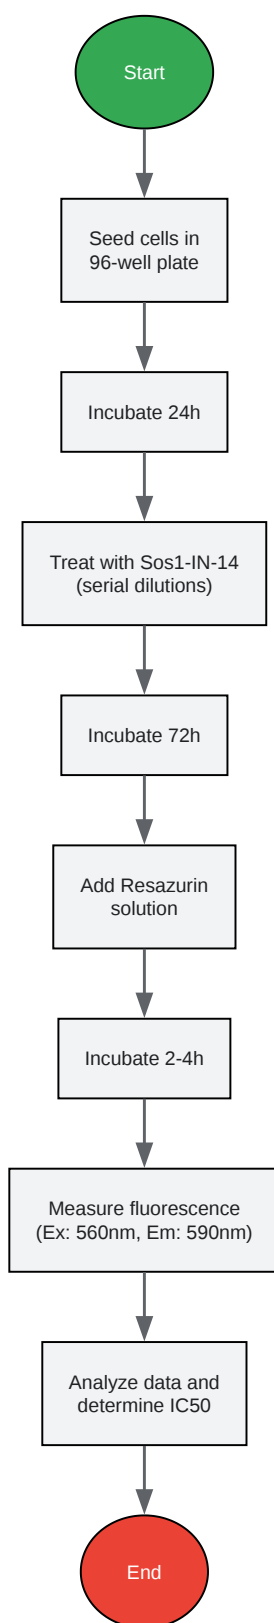 Start
Seed cells in
96-well plate
Incubate 24h
Treat with Sos1-IN-14
(serial dilutions)
Incubate 72h
Add Resazurin
solution
Incubate 2-4h
Measure fluorescence
(Ex: 560nm, Em: 590nm)
Analyze data and
determine IC50
End